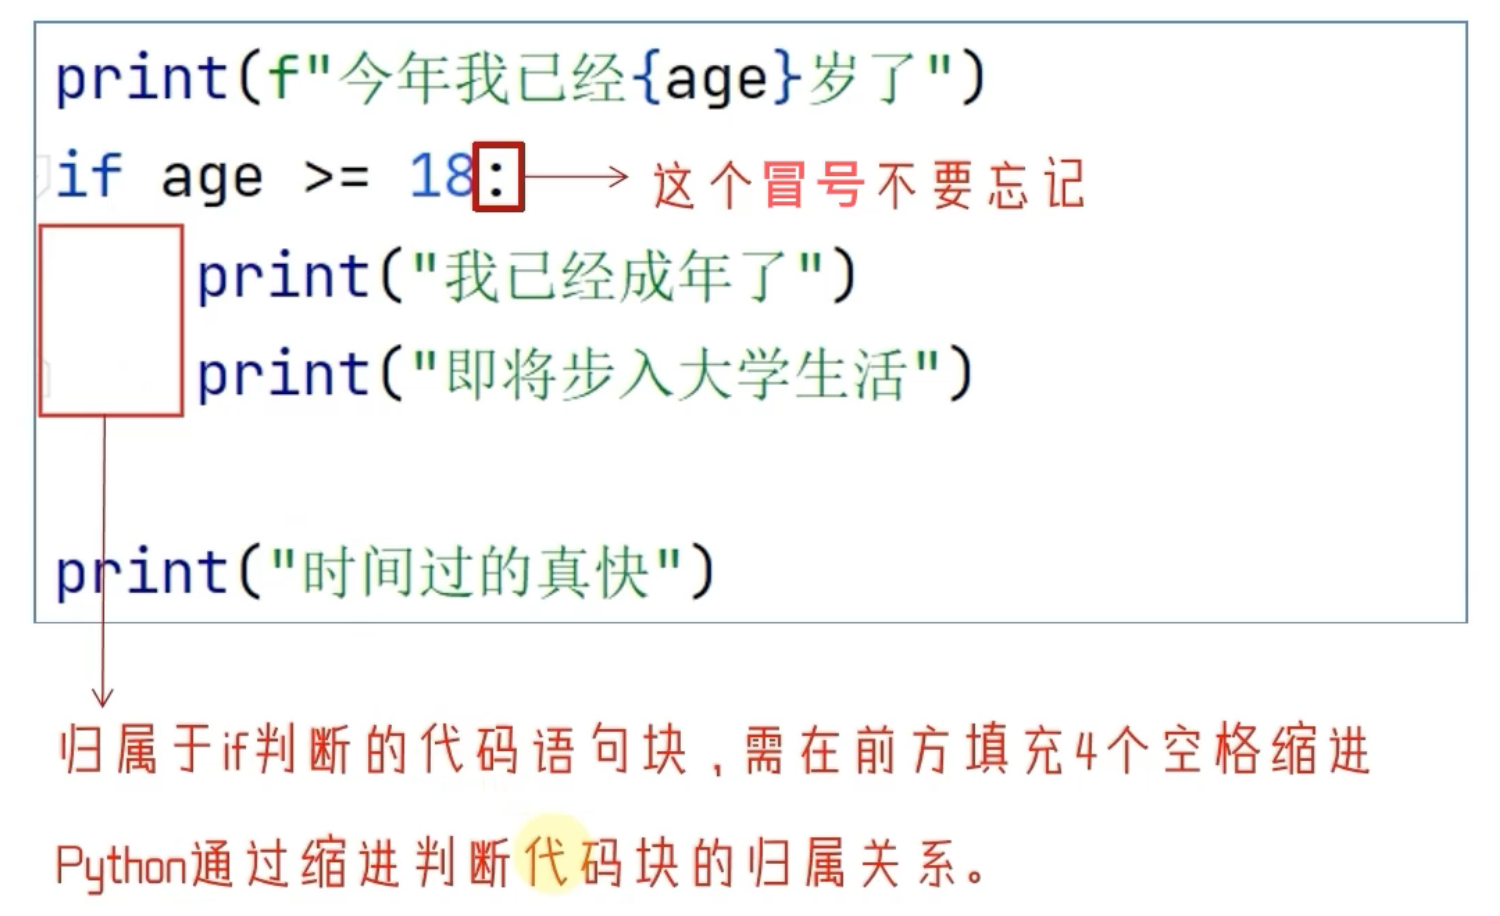 print(f"今年我已经{age}岁了")
if age >= 18: 这个冒号不要忘记
print("我已经成年了")
print("即将步入大学生活")
print("时间过的真快")
归属于if判断的代码语句块，需在前方填充4个空格缩进
Python通过缩进判断代码块的归属关系。